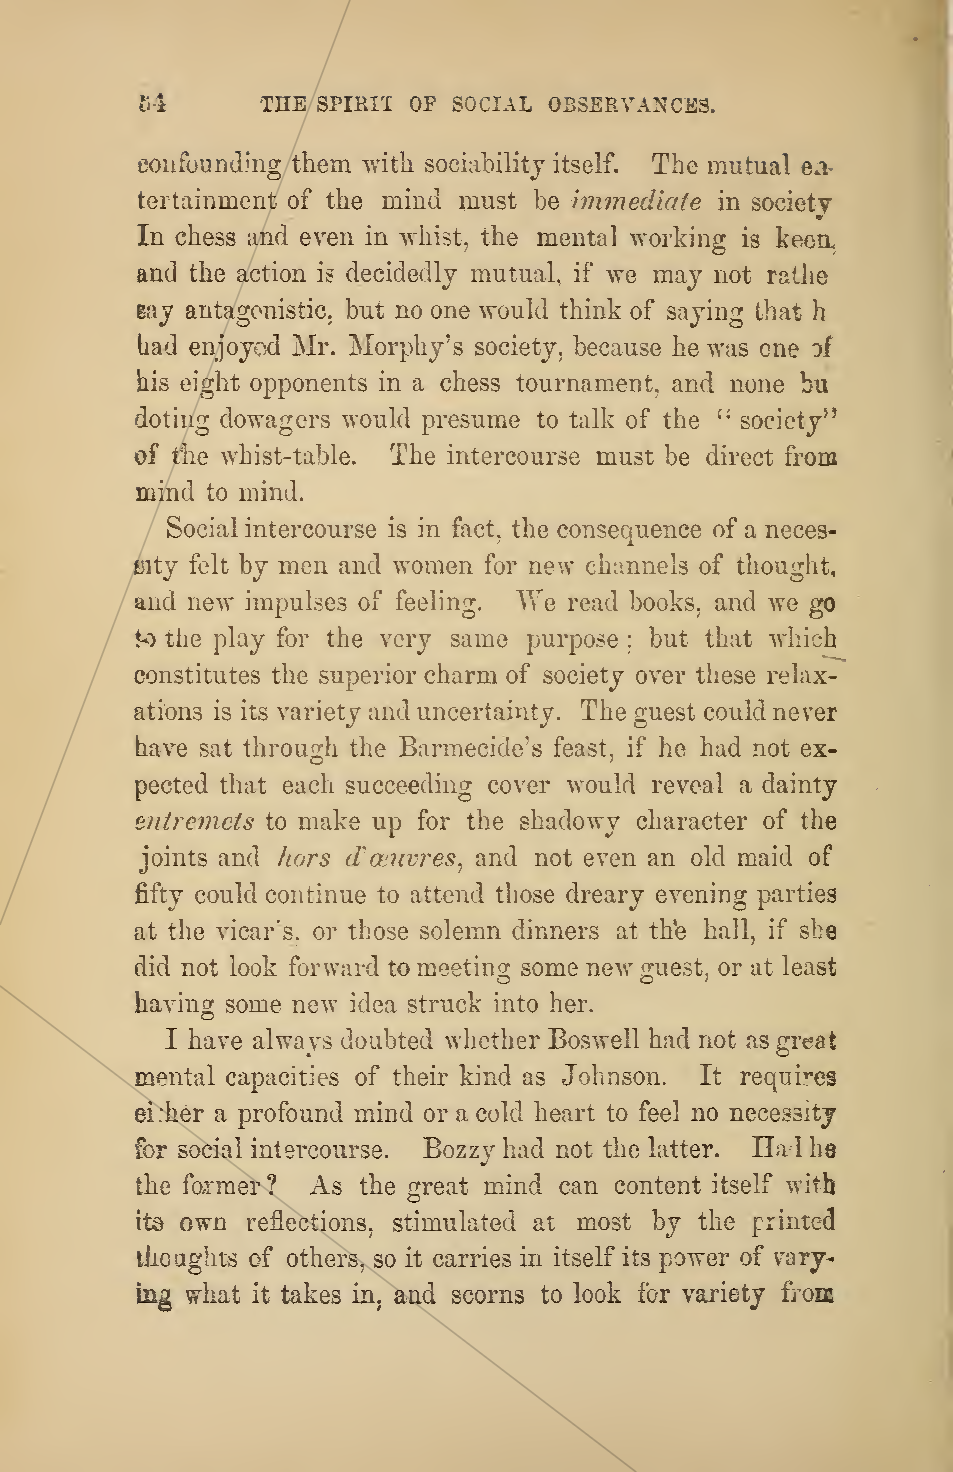 54 THE SPIRIT OF SOCIAL OBSERVANCES.
confounding them with sociability itself. The mutual en-
tertainment of the mind must be immediate in society
In chess and even in whist, the mental working is keen,
and the action is decidedly mutual, if we may not rathe
say antagonistic, but no one would think of saying that h
had enjoyed Mr. Morphy's society, because he was one of
his eight opponents in a chess tournament, and none bu
doting dowagers would presume to talk of the “society”
of the whist-table. The intercourse must be direct from
mind to mind.
Social intercourse is in fact, the consequence of a neces-
sity felt by men and women for new channels of thought,
and new impulses of feeling. We read books, and we go
to the play for the very same purpose; but that which
constitutes the superior charm of society over these relax-
ations is its variety and uncertainty. The guest could never
have sat through the Barmecide's feast, if he had not ex-
pected that each succeeding cover would reveal a dainty
entremets to make up for the shadowy character of the
joints and hors d'œuvres, and not even an old maid of
fifty could continue to attend those dreary evening parties
at the vicar's, or those solemn dinners at the hall, if she
did not look forward to meeting some new guest, or at least
having some new idea struck into her.
I have always doubted whether Boswell had not as great
mental capacities of their kind as Johnson. It requires
either a profound mind or a cold heart to feel no necessity
for social intercourse. Bozzy had not the latter. Had he
the former? As the great mind can content itself with
its own reflections, stimulated at most by the printed
thoughts of others, so it carries in itself its power of vary-
ing what it takes in, and scorns to look for variety from